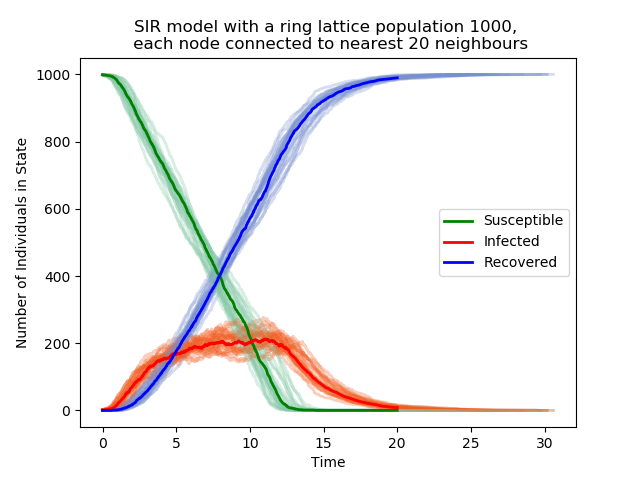 SIR model with a ring lattice population 1000,
each node connected to nearest 20 neighbours
Number of Individuals in State
1000
800
600
400
200
0
Susceptible
Infected
Recovered
0 5 10 15 20 25 30
Time